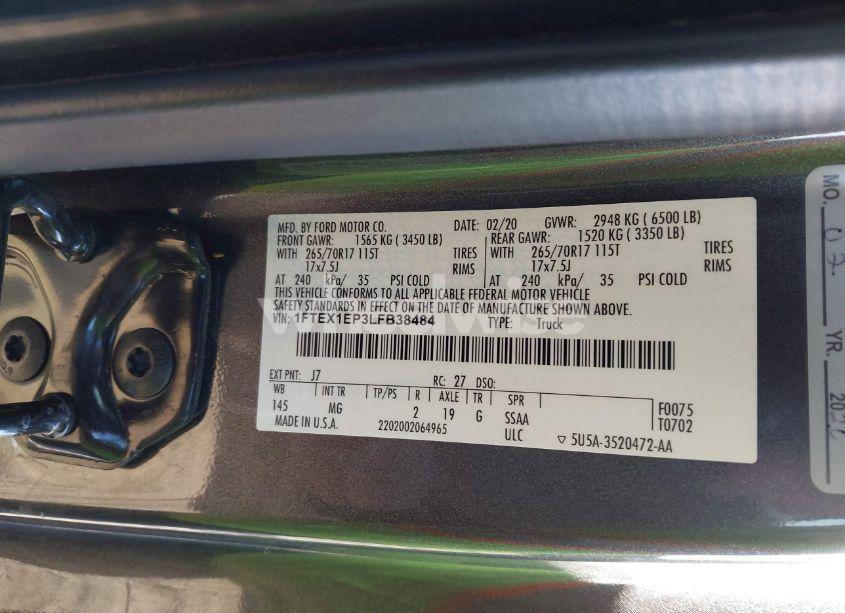 MFD. BY FORD MOTOR CO. DATE: 02/20 GVWR: 2948 KG ( 6500 LB)
FRONT GAWR: 1565 KG ( 3450 LB) REAR GAWR: 1520 KG ( 3350 LB)
WITH 265/70R17 115T TIRES WITH 265/70R17 115T TIRES
17x7.5J RIMS 17x7.5J RIMS
AT 240 kPa/ 35 PSI COLD AT 240 kPa/ 35 PSI COLD
THIS VEHICLE CONFORMS TO ALL APPLICABLE FEDERAL MOTOR VEHICLE
SAFETY STANDARDS IN EFFECT ON THE DATE OF MANUFACTURE SHOWN ABOVE.
VIN: 1FTEX1EP3LFB38484 TYPE: Truck
EXT PNT: J7 RC: 27 DSO:
WB INT TR TP/PS R AXLE TR SPR F0075
145 MG 2 19 G SSAA T0702
MADE IN U.S.A. 2202002064965 ULC ▽ 5U5A-3520472-AA
MO. 02 YR.
10.9